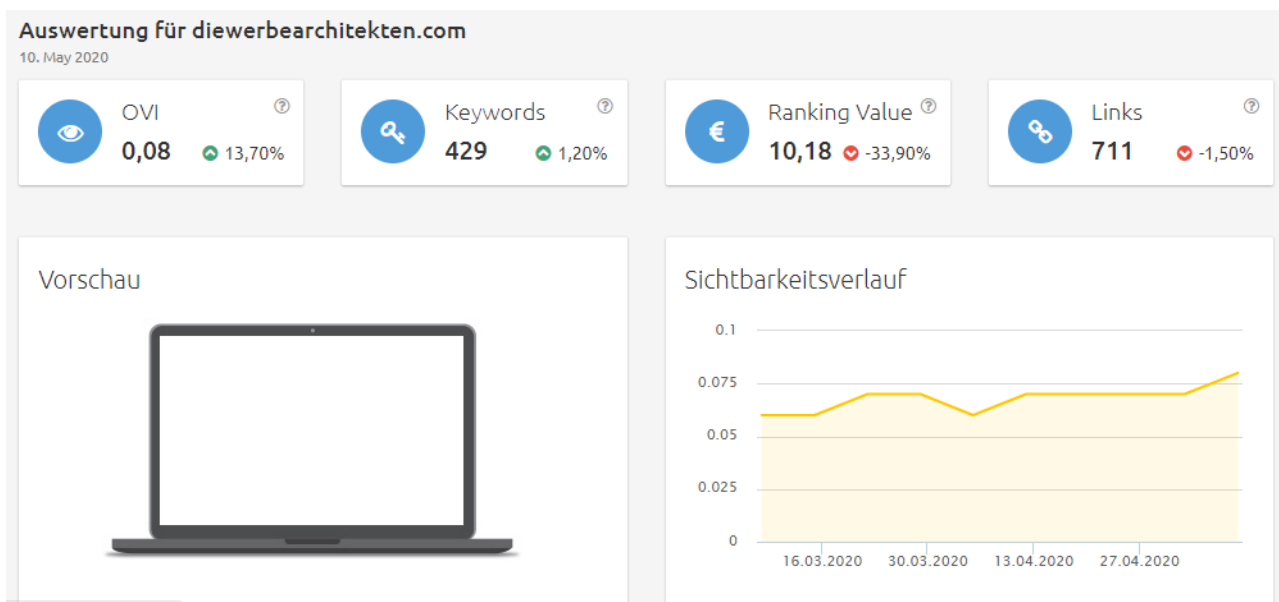 Auswertung für diewerbearchitekten.com
10. May 2020
OVI
0,08 13,70%
Keywords
429 1,20%
Ranking Value
10,18 -33,90%
Links
711 -1,50%
Vorschau
Sichtbarkeitsverlauf
0.1
0.075
0.05
0.025
0
16.03.2020 30.03.2020 13.04.2020 27.04.2020